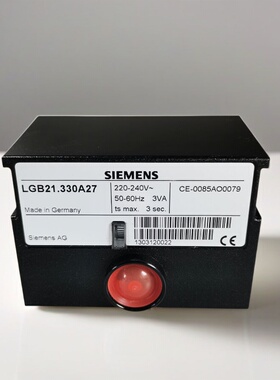 SIEMENS
LGB21.330A27
220-240V~
50-60Hz 3VA
ts max. 3 sec.
CE-0085AO0079
Made in Germany
Siemens AG
1303120022
CE